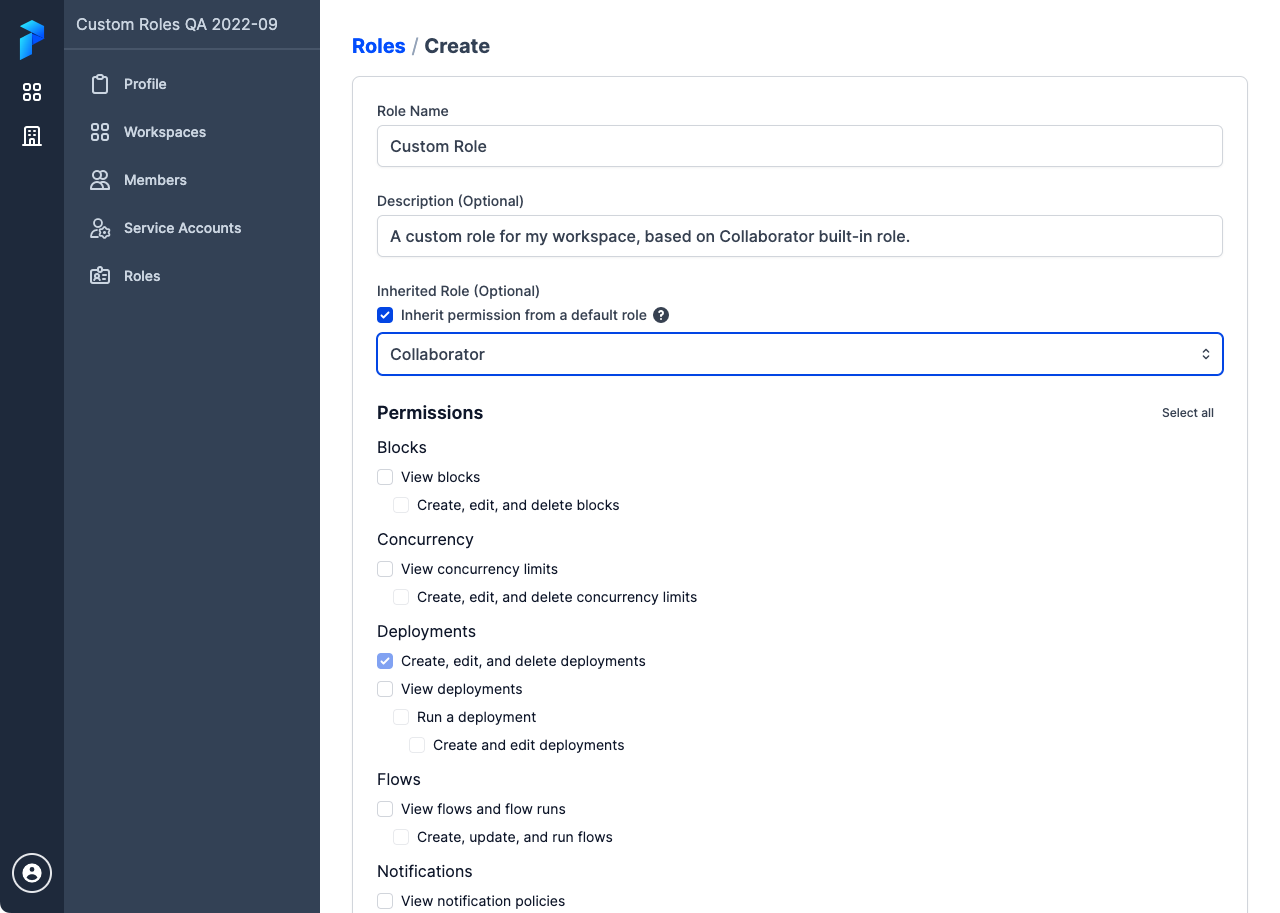 Custom Roles QA 2022-09
Profile
Workspaces
Members
Service Accounts
Roles
Roles / Create
Role Name
Custom Role
Description (Optional)
A custom role for my workspace, based on Collaborator built-in role.
Inherited Role (Optional)
Inherit permission from a default role ?
Collaborator
Permissions
Select all
Blocks
View blocks
Create, edit, and delete blocks
Concurrency
View concurrency limits
Create, edit, and delete concurrency limits
Deployments
Create, edit, and delete deployments
View deployments
Run a deployment
Create and edit deployments
Flows
View flows and flow runs
Create, update, and run flows
Notifications
View notification policies